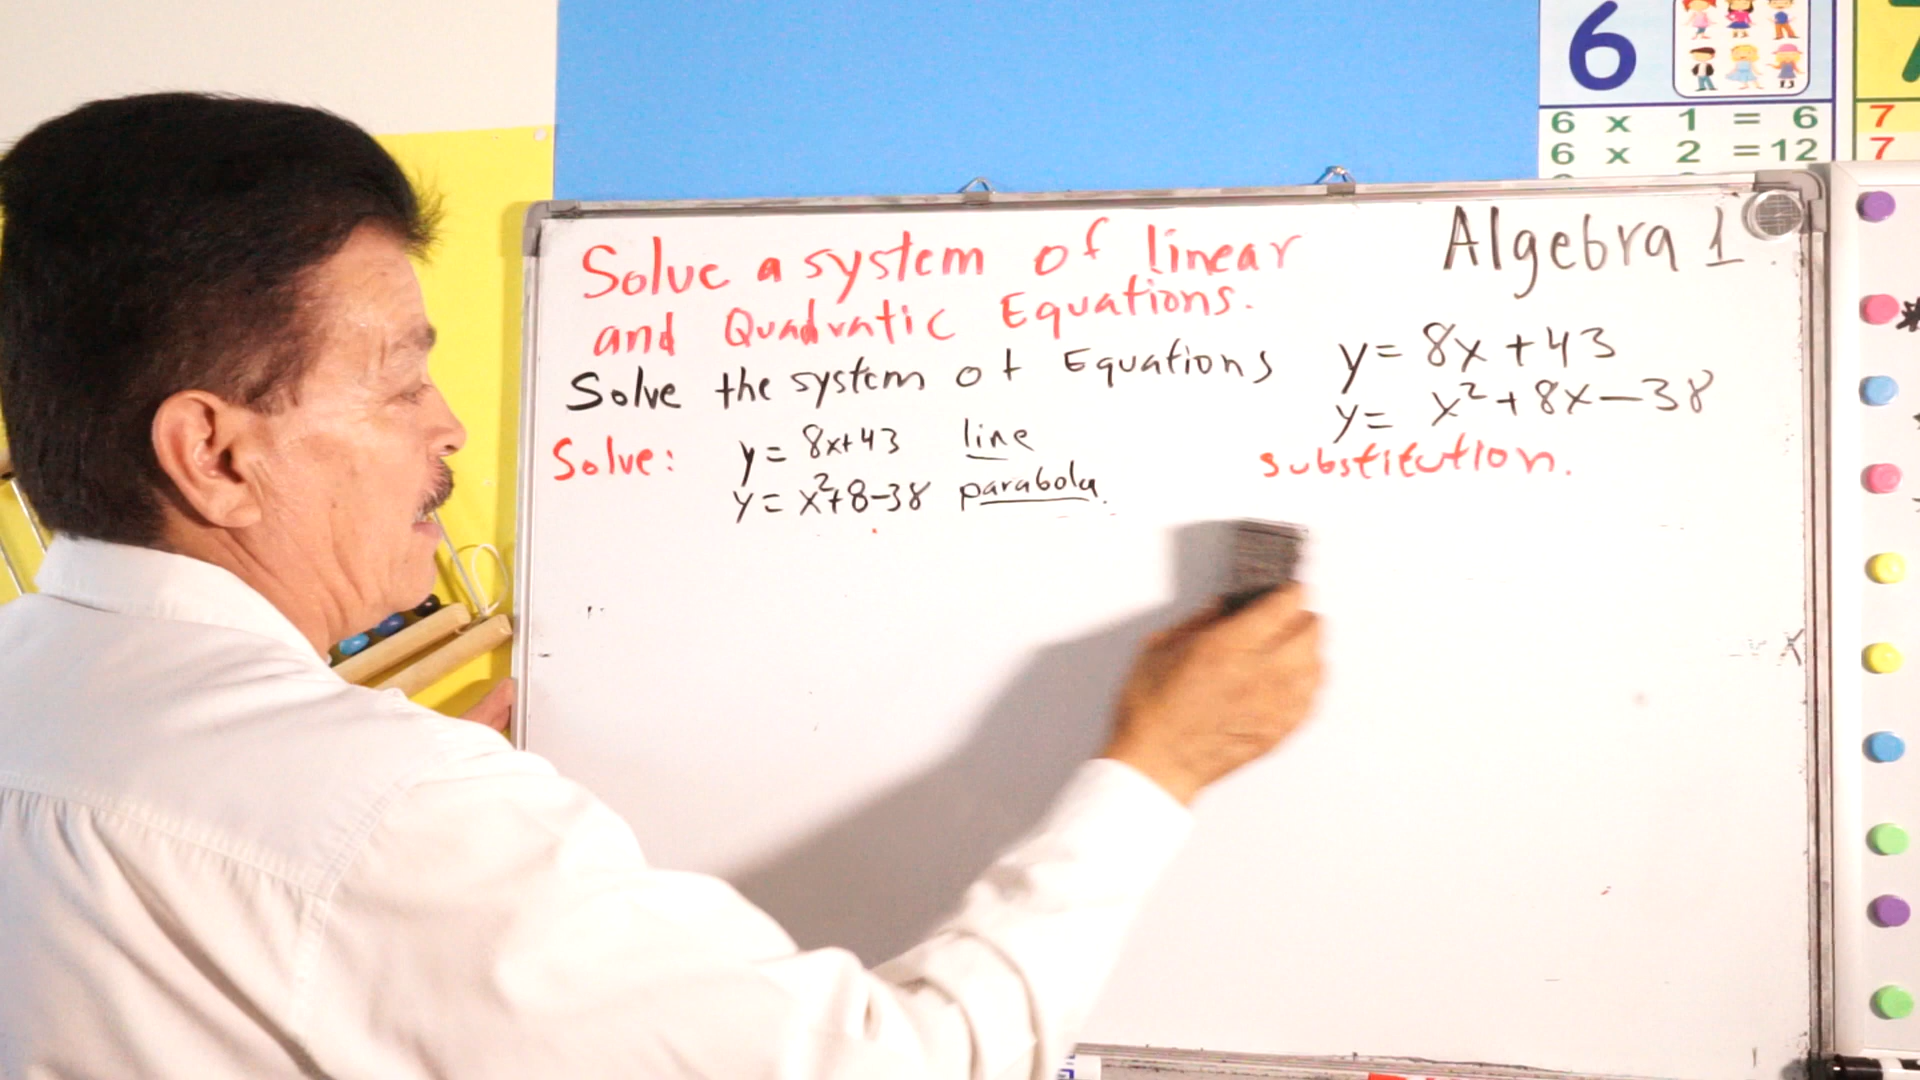 6
6 x 1 = 6
6 x 2 = 12
7
7
Algebra 1
Solve a system of linear
and Quadratic Equations.
Solve the system of Equations
y = 8x + 43
y = x² + 8x - 38
Solve:
y = 8x + 43 line
y = x² + 8 - 38 parabola
substitution.
x